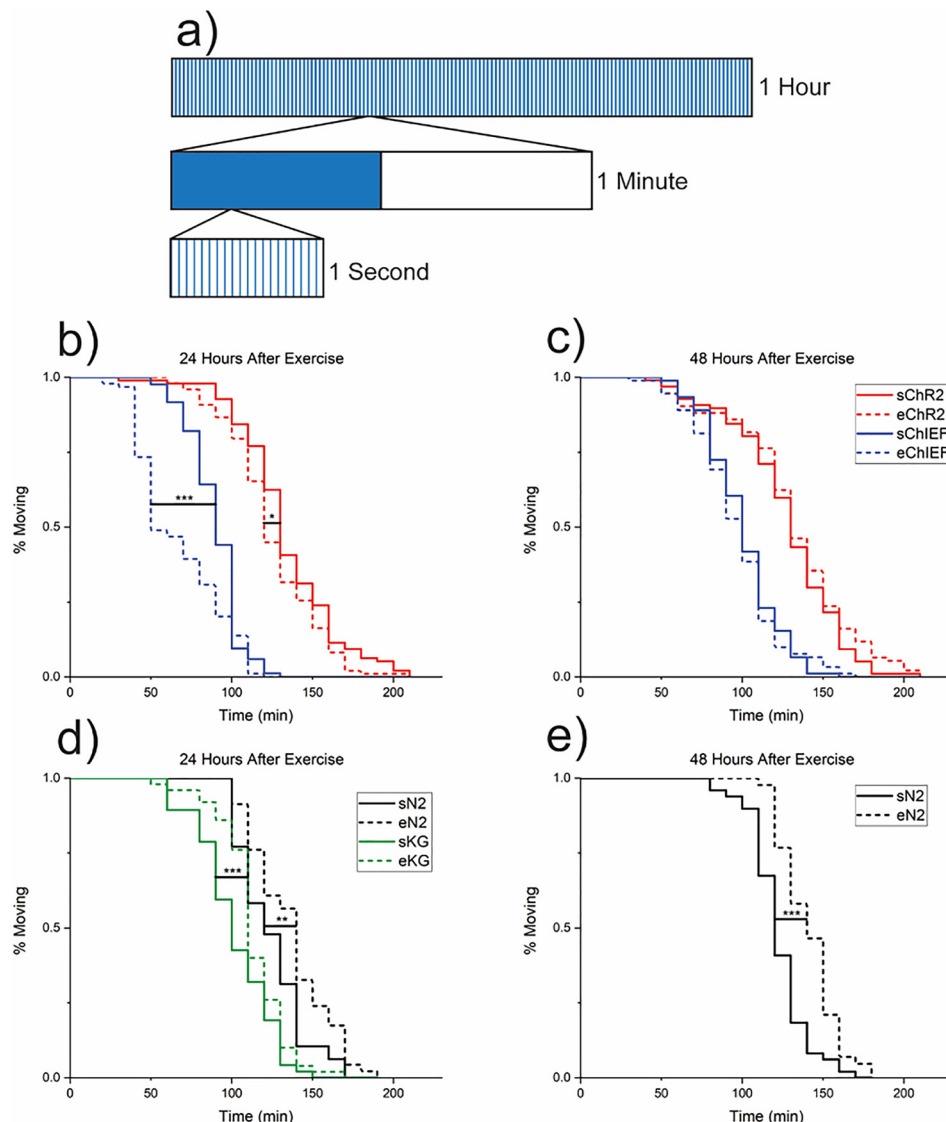 a)
1 Hour
1 Minute
1 Second
b)
24 Hours After Exercise
1.0
0.5
0.0
% Moving
***
*
0 50 100 150 200
Time (min)
c)
48 Hours After Exercise
sChR2
eChR2
sChIEF
eChIEF
1.0
0.5
0.0
% Moving
0 50 100 150 200
Time (min)
d)
24 Hours After Exercise
sN2
eN2
sKG
eKG
1.0
0.5
0.0
% Moving
***
**
0 50 100 150 200
Time (min)
e)
48 Hours After Exercise
sN2
eN2
1.0
0.5
0.0
% Moving
***
0 50 100 150 200
Time (min)